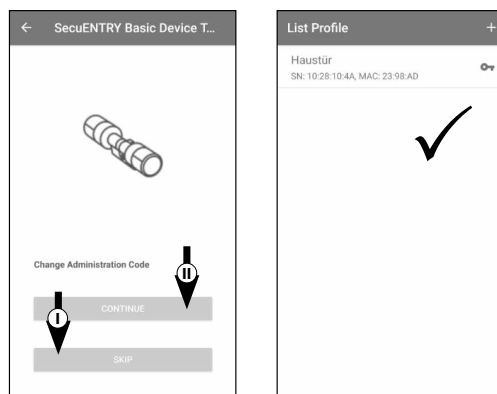 SecuENTRY Basic Device T...
Change Administration Code
II
CONTINUE
I
SKIP
List Profile
Haustür
SN: 10:28:10:4A, MAC: 23:98:AD